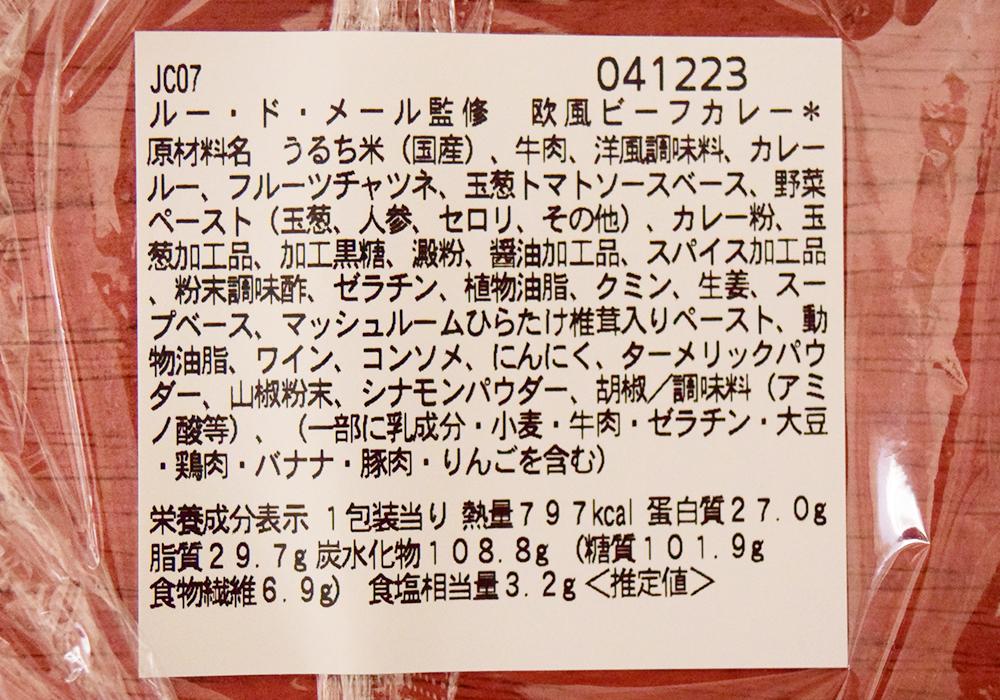 JC07 041223
ルー・ド・メール監修 欧風ビーフカレー*
原材料名 うるち米(国産)、牛肉、洋風調味料、カレー
ルー、フルーツチャツネ、玉葱トマトソースベース、野菜
ペースト(玉葱、人参、セロリ、その他)、カレー粉、玉
葱加工品、加工黒糖、澱粉、醤油加工品、スパイス加工品
、粉末調味酢、ゼラチン、植物油脂、クミン、生姜、スー
プベース、マッシュルームひらたけ椎茸入りペースト、動
物油脂、ワイン、コンソメ、にんにく、ターメリックパウ
ダー、山椒粉末、シナモンパウダー、胡椒/調味料(アミ
ノ酸等)、(一部に乳成分・小麦・牛肉・ゼラチン・大豆
・鶏肉・バナナ・豚肉・りんごを含む)
栄養成分表示 1包装当り 熱量797kcal 蛋白質27.0g
脂質29.7g炭水化物108.8g (糖質101.9g
食物繊維6.9g) 食塩相当量3.2g<推定値>